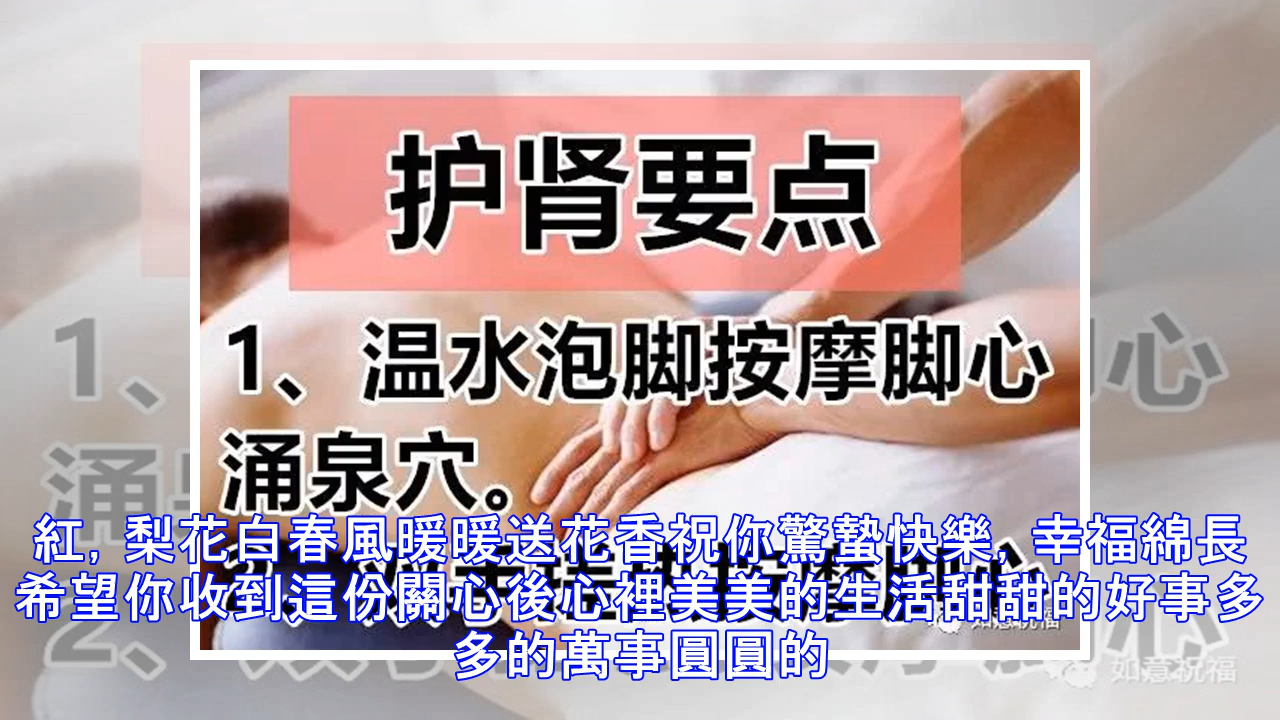 护肾要点
1、温水泡脚按摩脚心
涌泉穴。
紅, 梨花白春風暖暖送花香祝你驚蟄快樂, 幸福綿長
希望你收到這份關心後心裡美美的生活甜甜的好事多
多的萬事圓圓的
如意祝福